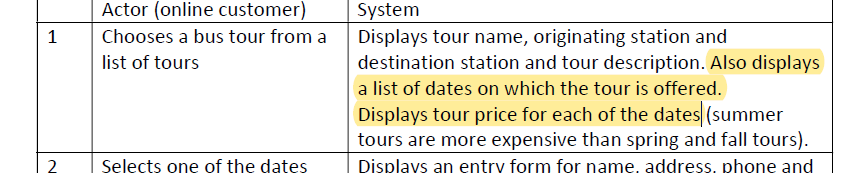 Actor (online customer) System
1 Chooses a bus tour from a Displays tour name, originating station and
list of tours destination station and tour description. Also displays
a list of dates on which the tour is offered.
Displays tour price for each of the dates (summer
tours are more expensive than spring and fall tours).
2 Selects one of the dates Displays an entry form for name, address, phone and